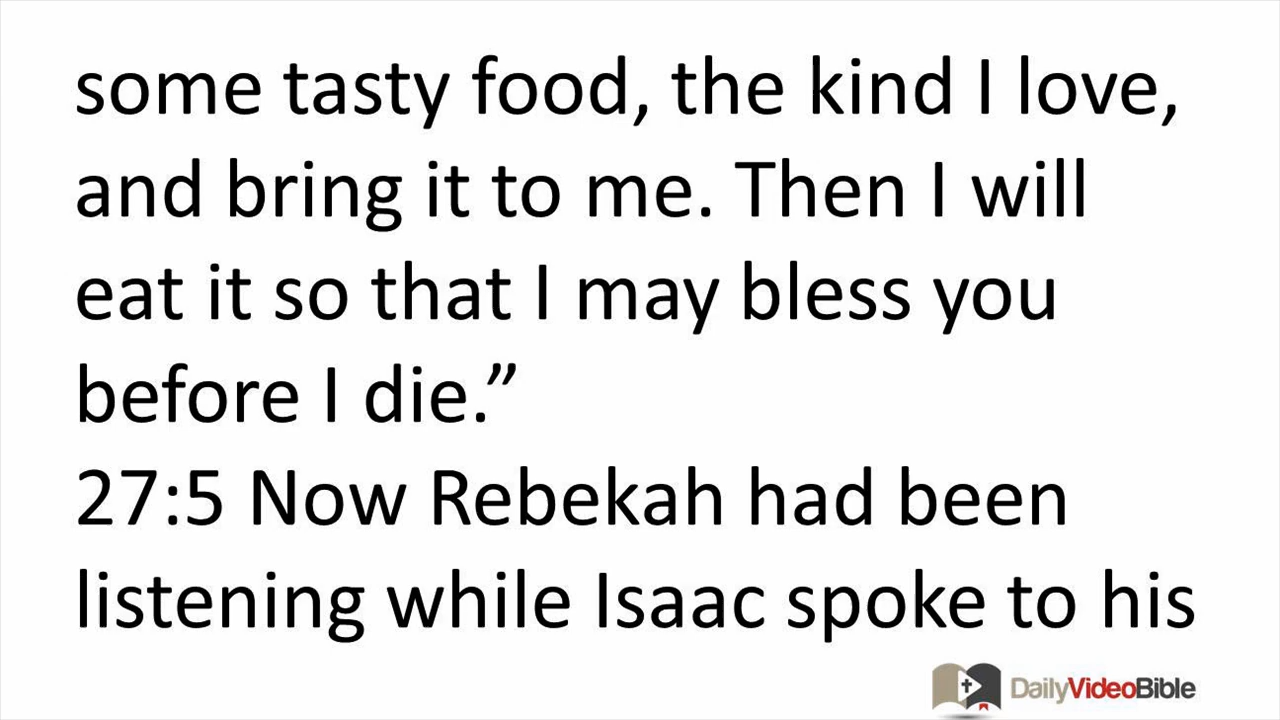 some tasty food, the kind I love,
and bring it to me. Then I will
eat it so that I may bless you
before I die.”
27:5 Now Rebekah had been
listening while Isaac spoke to his
DailyVideoBible